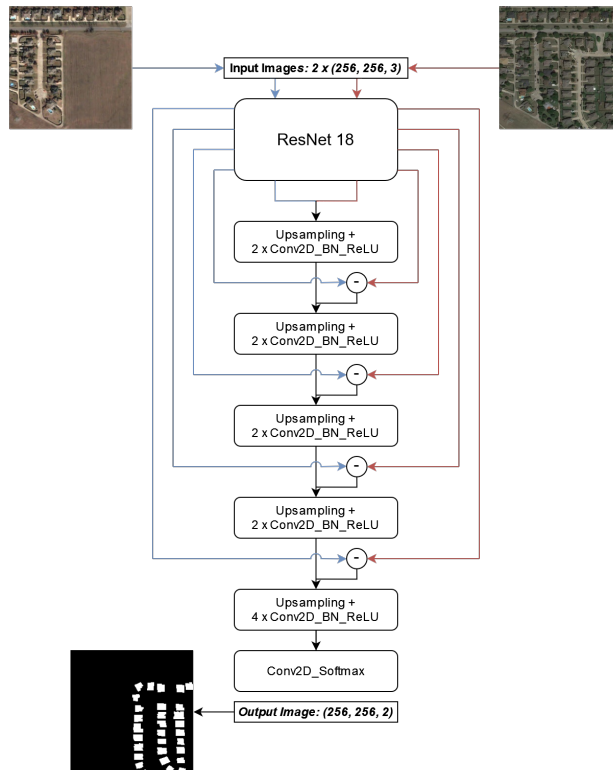 Input Images: 2 x (256, 256, 3)
ResNet 18
Upsampling +
2 x Conv2D_BN_ReLU
-
Upsampling +
2 x Conv2D_BN_ReLU
-
Upsampling +
2 x Conv2D_BN_ReLU
-
Upsampling +
2 x Conv2D_BN_ReLU
-
Upsampling +
4 x Conv2D_BN_ReLU
Conv2D_Softmax
Output Image: (256, 256, 2)